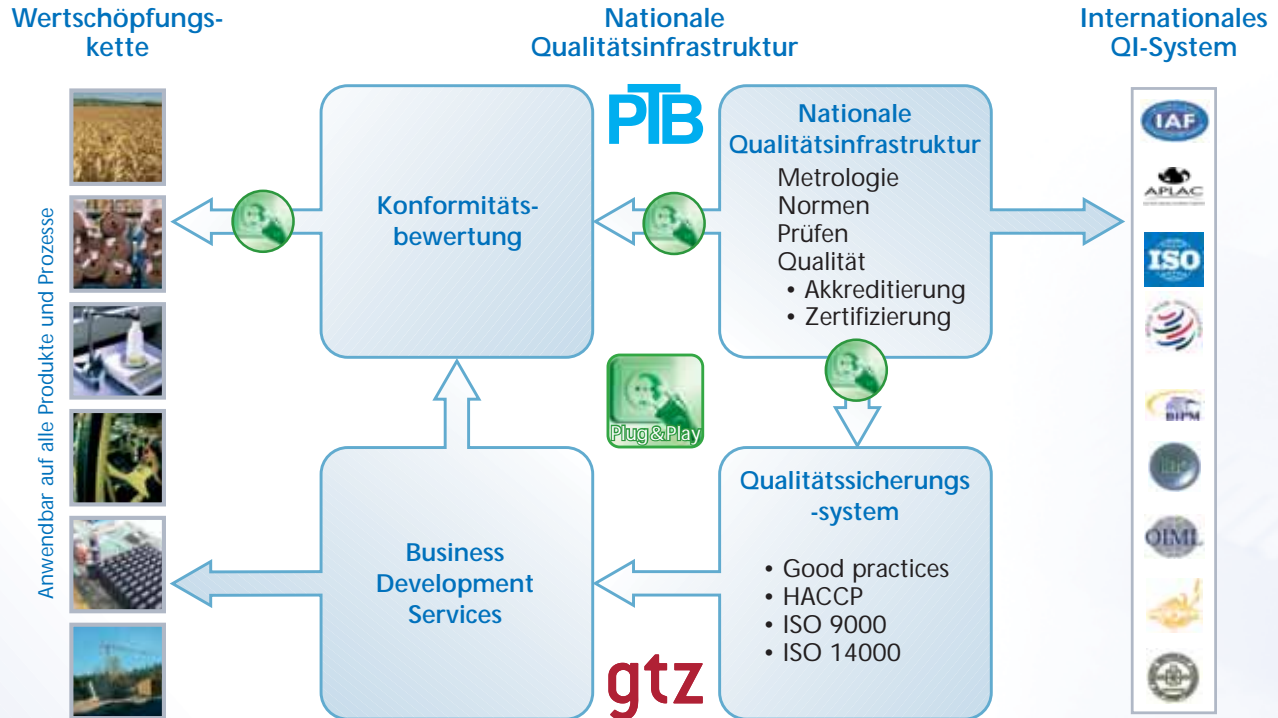 Wertschöpfungs-
kette
Nationale
Qualitätsinfrastruktur
Internationales
QI-System
Anwendbar auf alle Produkte und Prozesse
Konformitäts-
bewertung
PTB
Nationale
Qualitätsinfrastruktur
Metrologie
Normen
Prüfen
Qualität
• Akkreditierung
• Zertifizierung
Plug&Play
Business
Development
Services
gtz
Qualitätssicherungs
-system
• Good practices
• HACCP
• ISO 9000
• ISO 14000
IAF
APLAC
ISO
BIPM
OIML